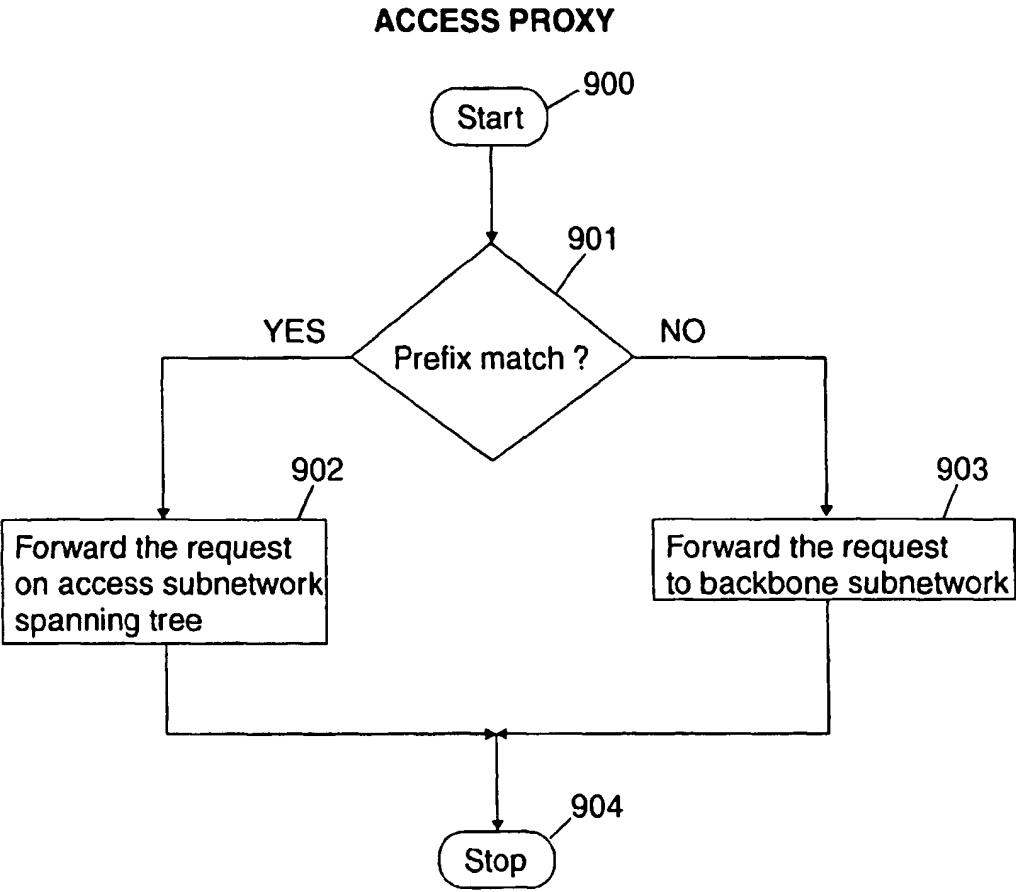 ACCESS PROXY
900
Start
901
YES
NO
Prefix match ?
902
903
Forward the request
on access subnetwork
spanning tree
Forward the request
to backbone subnetwork
904
Stop